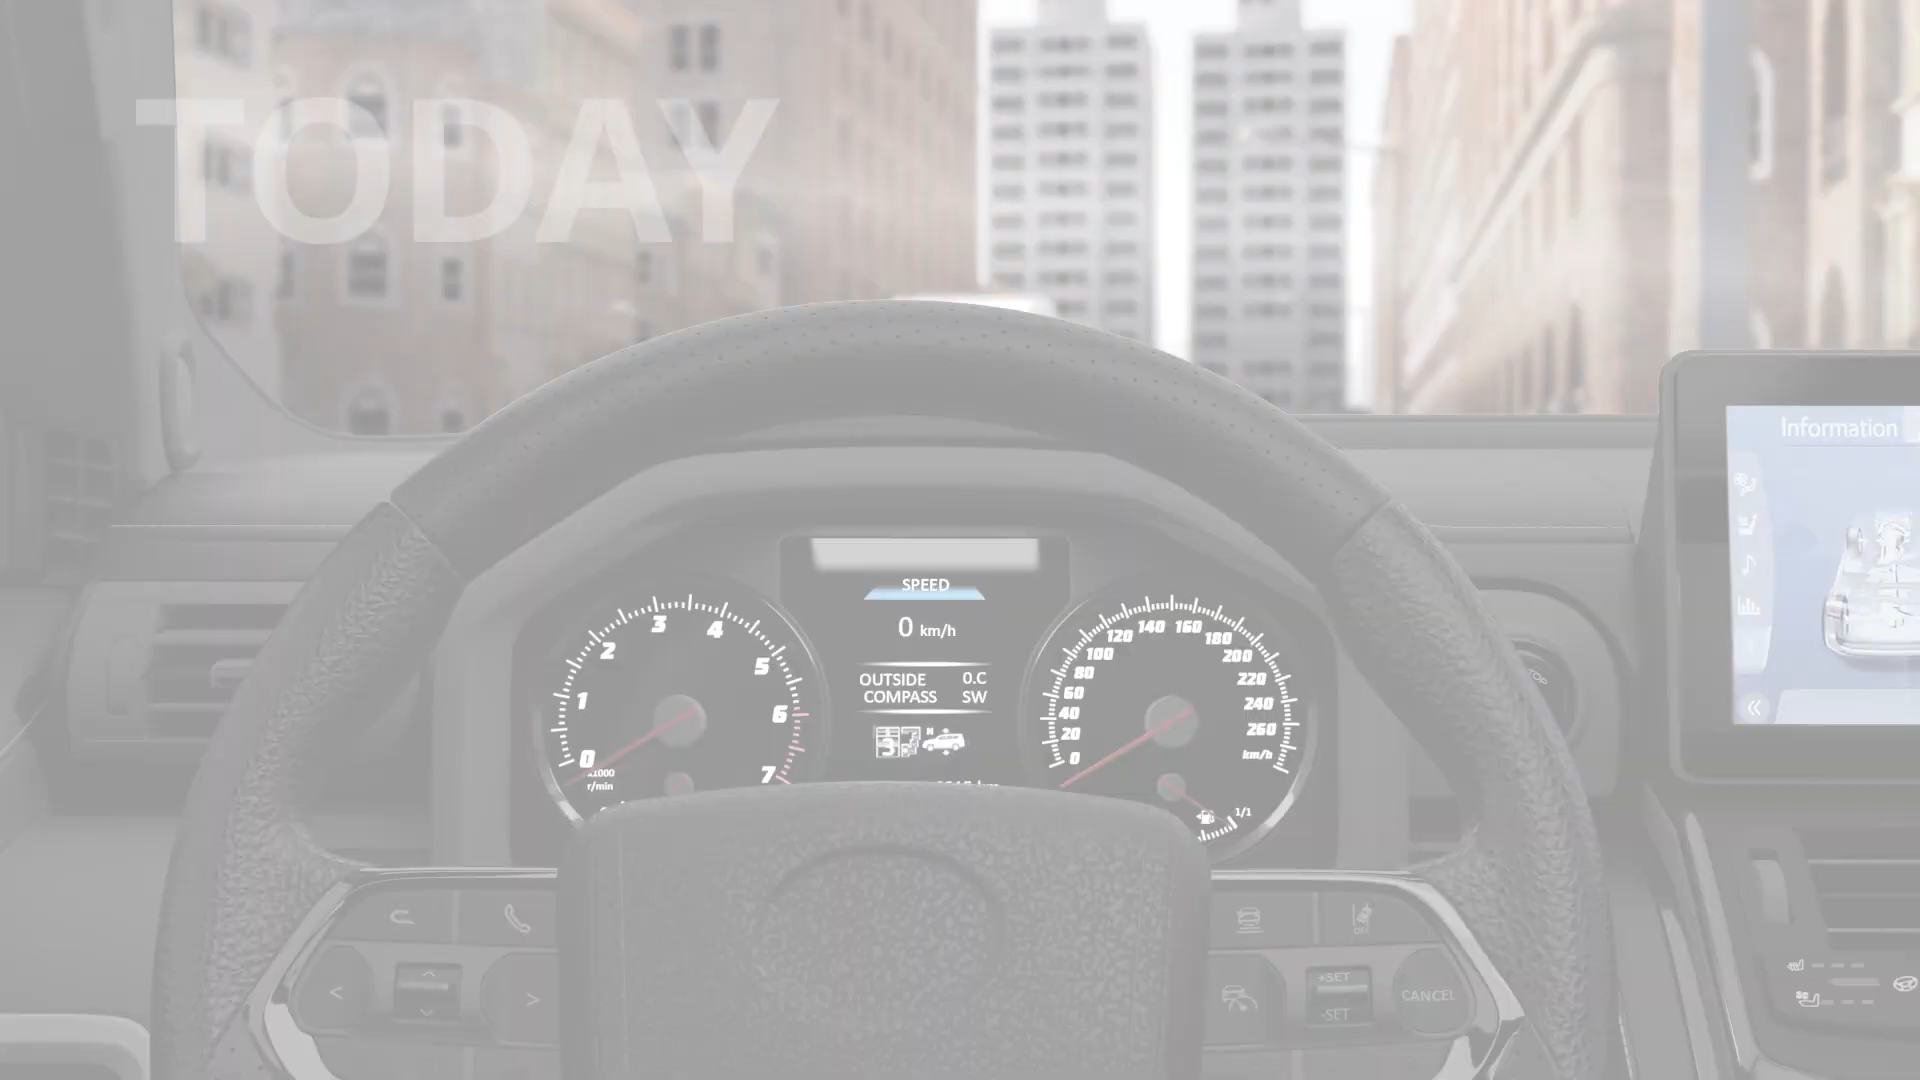 TODAY
Information
SPEED
0 km/h
OUTSIDE 0.C
COMPASS SW
0 1 2 3 4 5 6 7
x1000
r/min
0 20 40 60 80 100 120 140 160 180 200 220 240 260
km/h
1/1
OFF
+SET
-SET
CANCEL